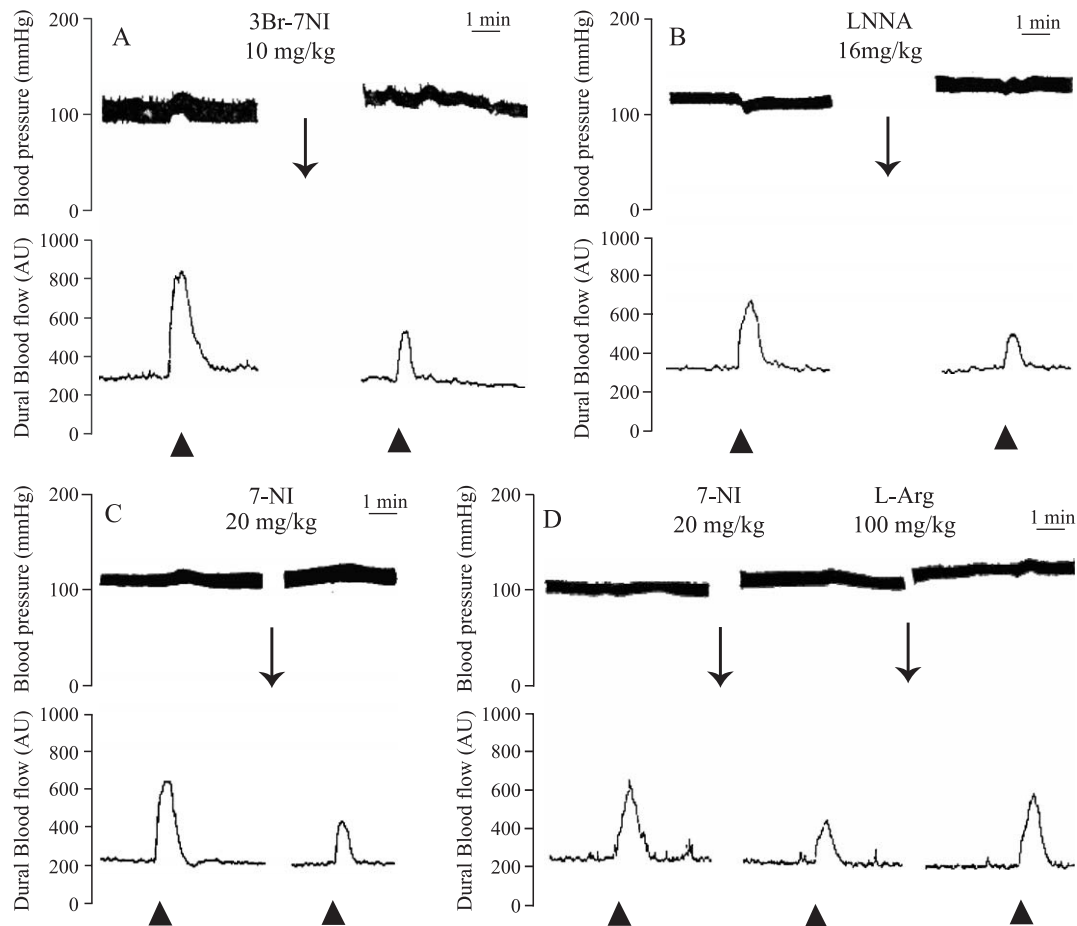 A
3Br-7NI
10 mg/kg
1 min
Blood pressure (mmHg)
200
100
0
Dural Blood flow (AU)
1000
800
600
400
200
0
B
LNNA
16mg/kg
1 min
Blood pressure (mmHg)
200
100
0
Dural Blood flow (AU)
1000
800
600
400
200
0
C
7-NI
20 mg/kg
1 min
Blood pressure (mmHg)
200
100
0
Dural Blood flow (AU)
1000
800
600
400
200
0
D
7-NI
20 mg/kg
L-Arg
100 mg/kg
1 min
Blood pressure (mmHg)
200
100
0
Dural Blood flow (AU)
1000
800
600
400
200
0